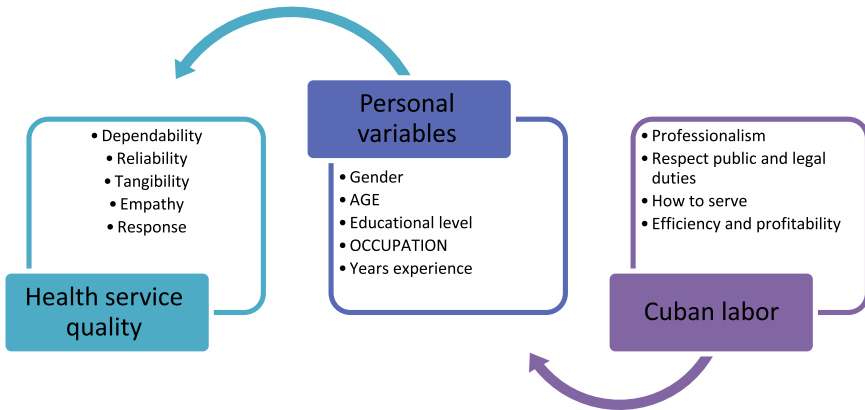 • Dependability
• Reliability
• Tangibility
• Empathy
• Response
Health service
quality
Personal
variables
• Gender
• AGE
• Educational level
• OCCUPATION
• Years experience
• Professionalism
• Respect public and legal
duties
• How to serve
• Efficiency and profitability
Cuban labor